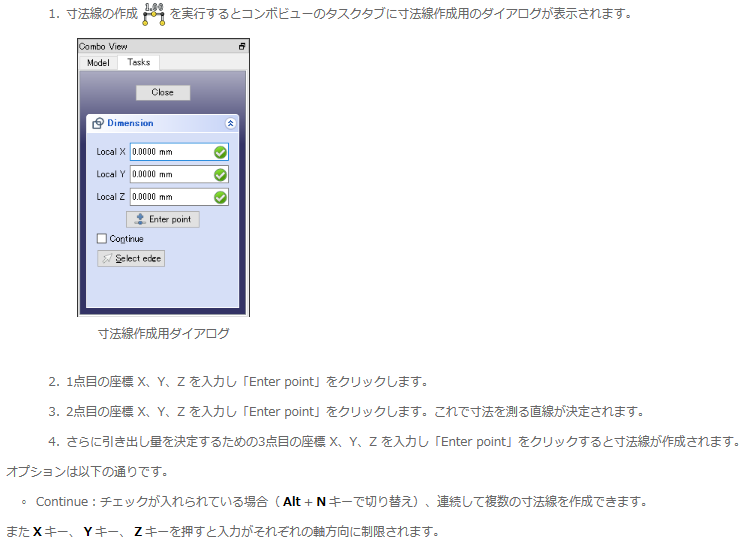 1. 寸法線の作成 1.00 を実行するとコンボビューのタスクタブに寸法線作成用のダイアログが表示されます。
Combo View
Model Tasks
Close
Dimension
Local X 0.0000 mm
Local Y 0.0000 mm
Local Z 0.0000 mm
Enter point
Continue
Select edge
寸法線作成用ダイアログ
2. 1点目の座標 X、Y、Z を入力し「Enter point」をクリックします。
3. 2点目の座標 X、Y、Z を入力し「Enter point」をクリックします。これで寸法を測る直線が決定されます。
4. さらに引き出し量を決定するための3点目の座標 X、Y、Z を入力し「Enter point」をクリックすると寸法線が作成されます。
オプションは以下の通りです。
◦ Continue：チェックが入れられている場合（ Alt + N キーで切り替え）、連続して複数の寸法線を作成できます。
また X キー、 Y キー、 Z キーを押すと入力がそれぞれの軸方向に制限されます。